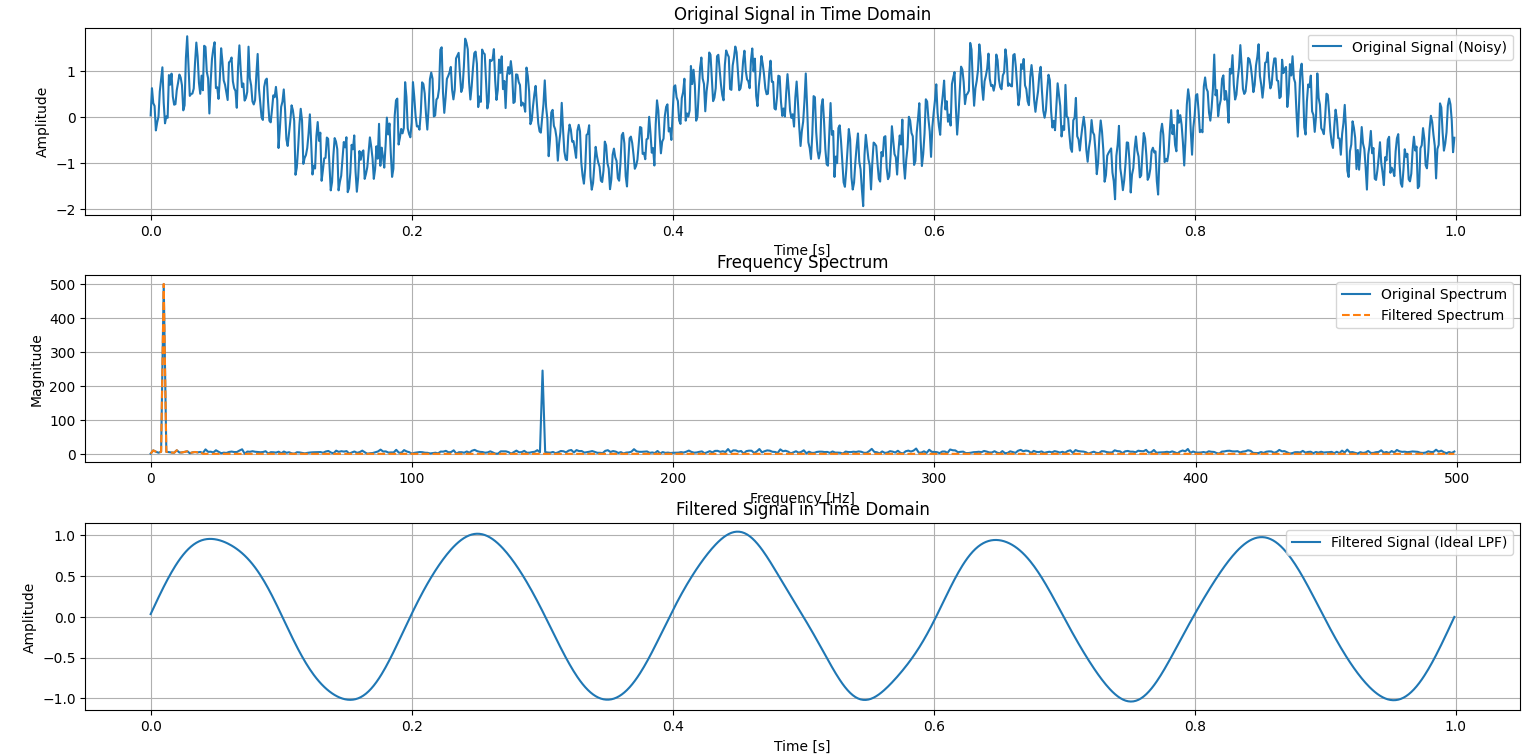 Original Signal in Time Domain
Original Signal (Noisy)
Amplitude
1
0
−1
−2
0.0 0.2 0.4 0.6 0.8 1.0
Time [s]
Frequency Spectrum
Original Spectrum
Filtered Spectrum
Magnitude
500
400
300
200
100
0
0 100 200 300 400 500
Frequency [Hz]
Filtered Signal in Time Domain
Filtered Signal (Ideal LPF)
Amplitude
1.0
0.5
0.0
−0.5
−1.0
0.0 0.2 0.4 0.6 0.8 1.0
Time [s]